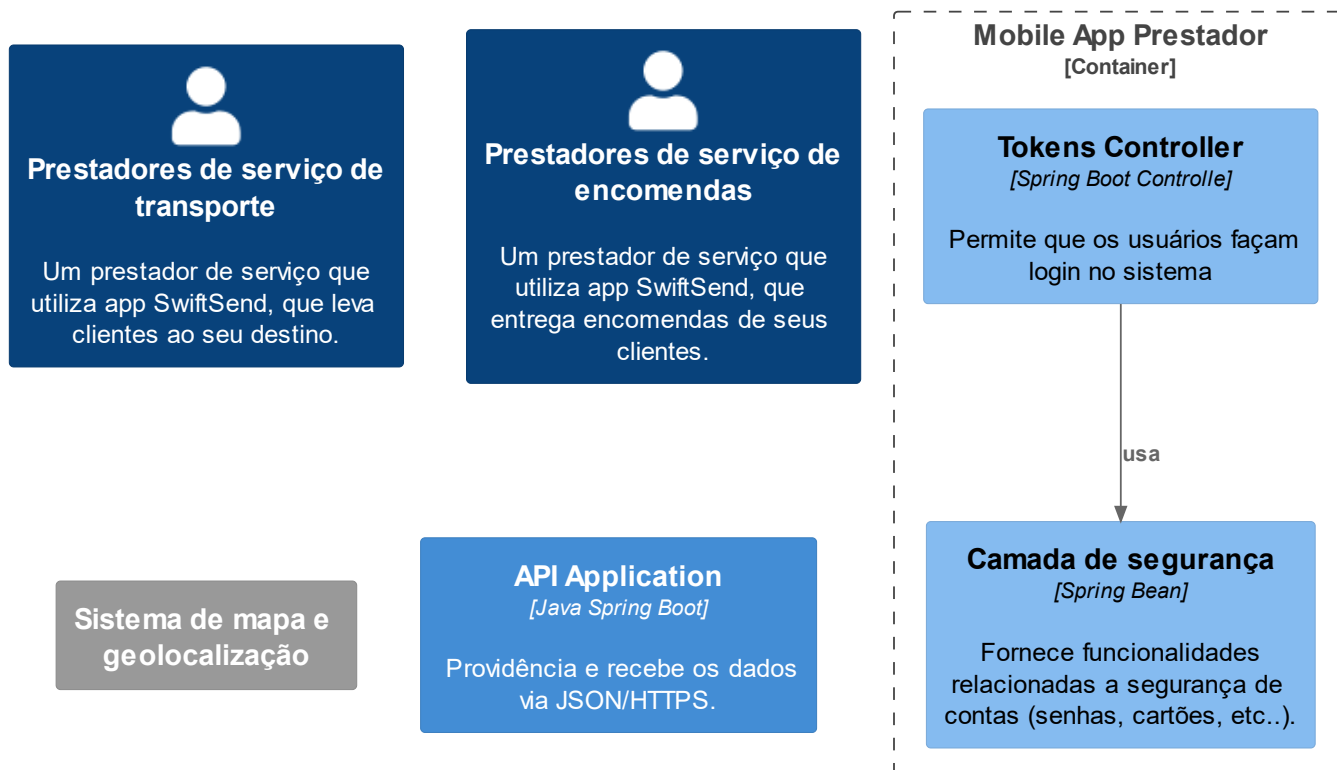 Prestadores de serviço de
transporte
Um prestador de serviço que
utiliza app SwiftSend, que leva
clientes ao seu destino.
Prestadores de serviço de
encomendas
Um prestador de serviço que
utiliza app SwiftSend, que
entrega encomendas de seus
clientes.
Mobile App Prestador
[Container]
Tokens Controller
[Spring Boot Controlle]
Permite que os usuários façam
login no sistema
usa
Sistema de mapa e
geolocalização
API Application
[Java Spring Boot]
Providência e recebe os dados
via JSON/HTTPS.
Camada de segurança
[Spring Bean]
Fornece funcionalidades
relacionadas a segurança de
contas (senhas, cartões, etc..).